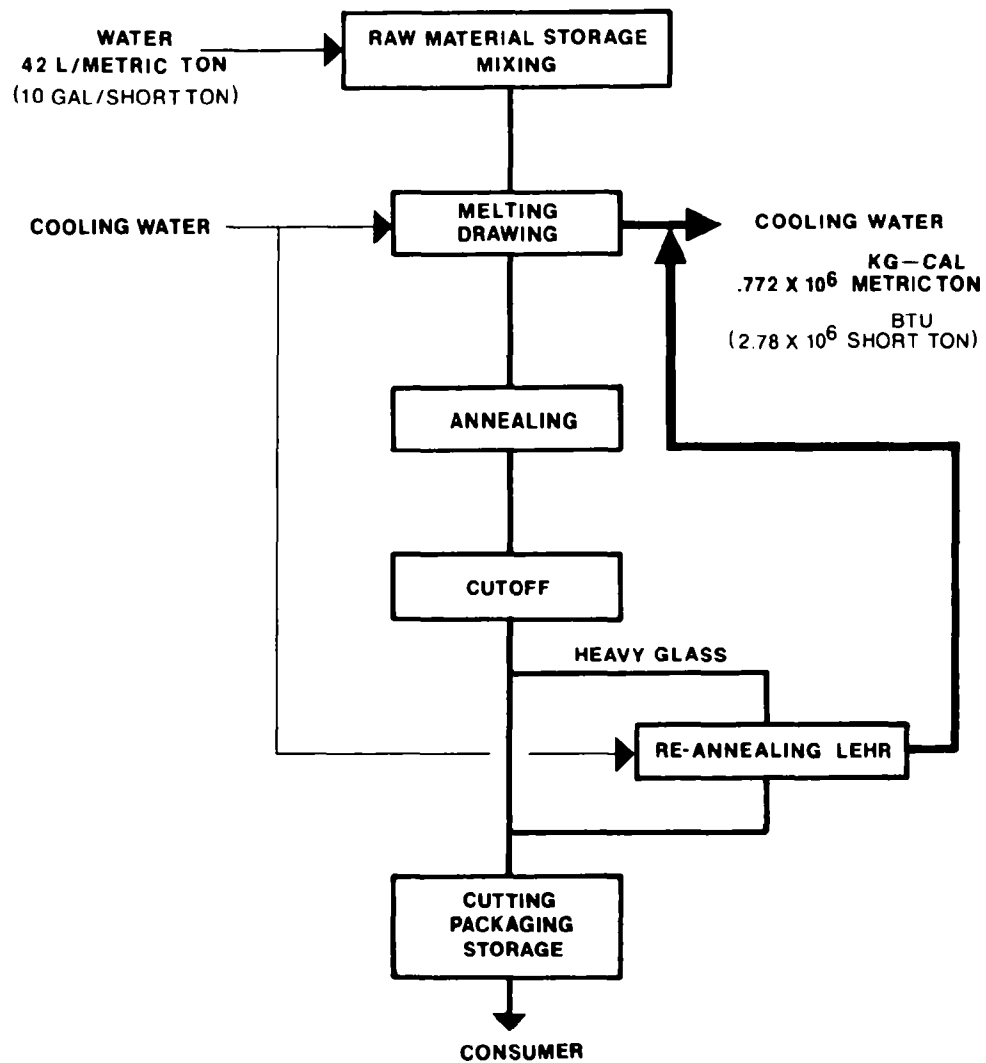 WATER
42 L/METRIC TON
(10 GAL/SHORT TON)
RAW MATERIAL STORAGE
MIXING
COOLING WATER
MELTING
DRAWING
COOLING WATER
KG-CAL
.772 X 10⁶ METRIC TON
BTU
(2.78 X 10⁶ SHORT TON)
ANNEALING
CUTOFF
HEAVY GLASS
RE-ANNEALING LEHR
CUTTING
PACKAGING
STORAGE
CONSUMER